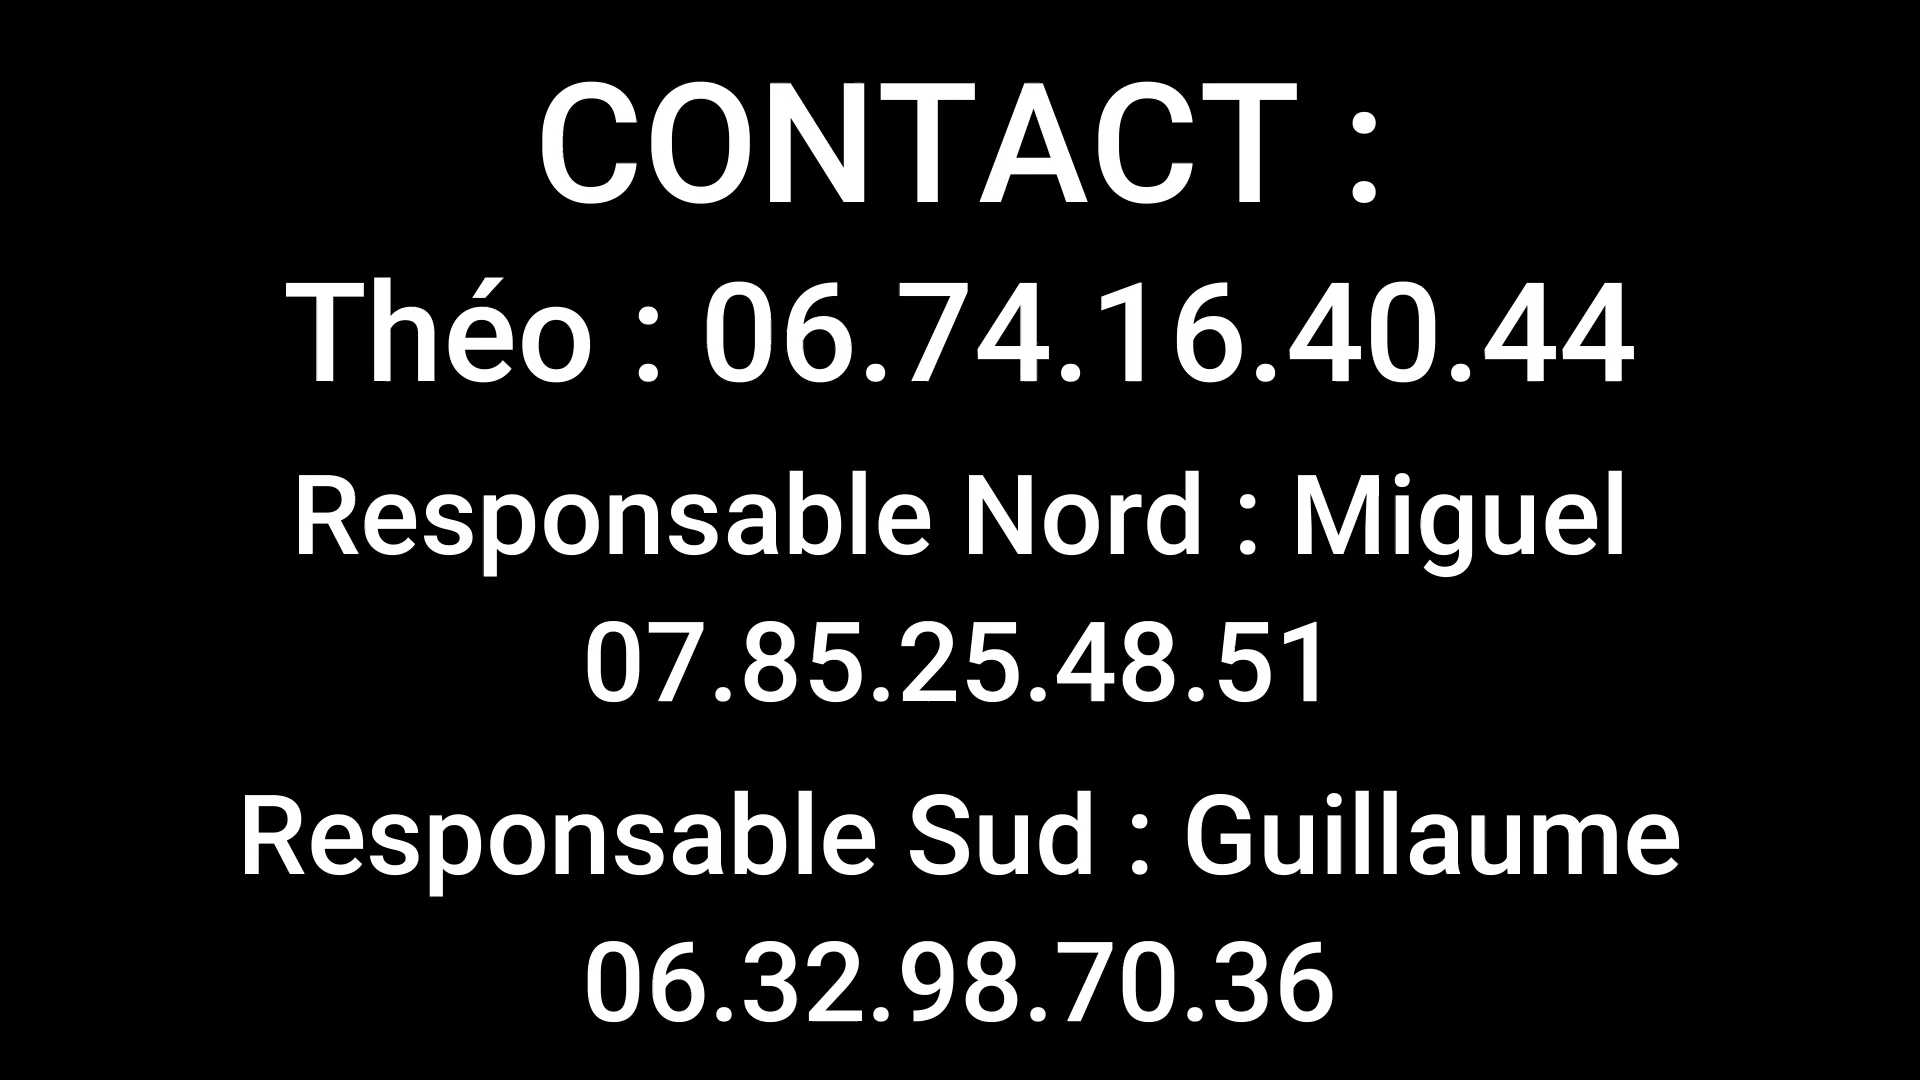 CONTACT :
Théo : 06.74.16.40.44
Responsable Nord : Miguel
07.85.25.48.51
Responsable Sud : Guillaume
06.32.98.70.36